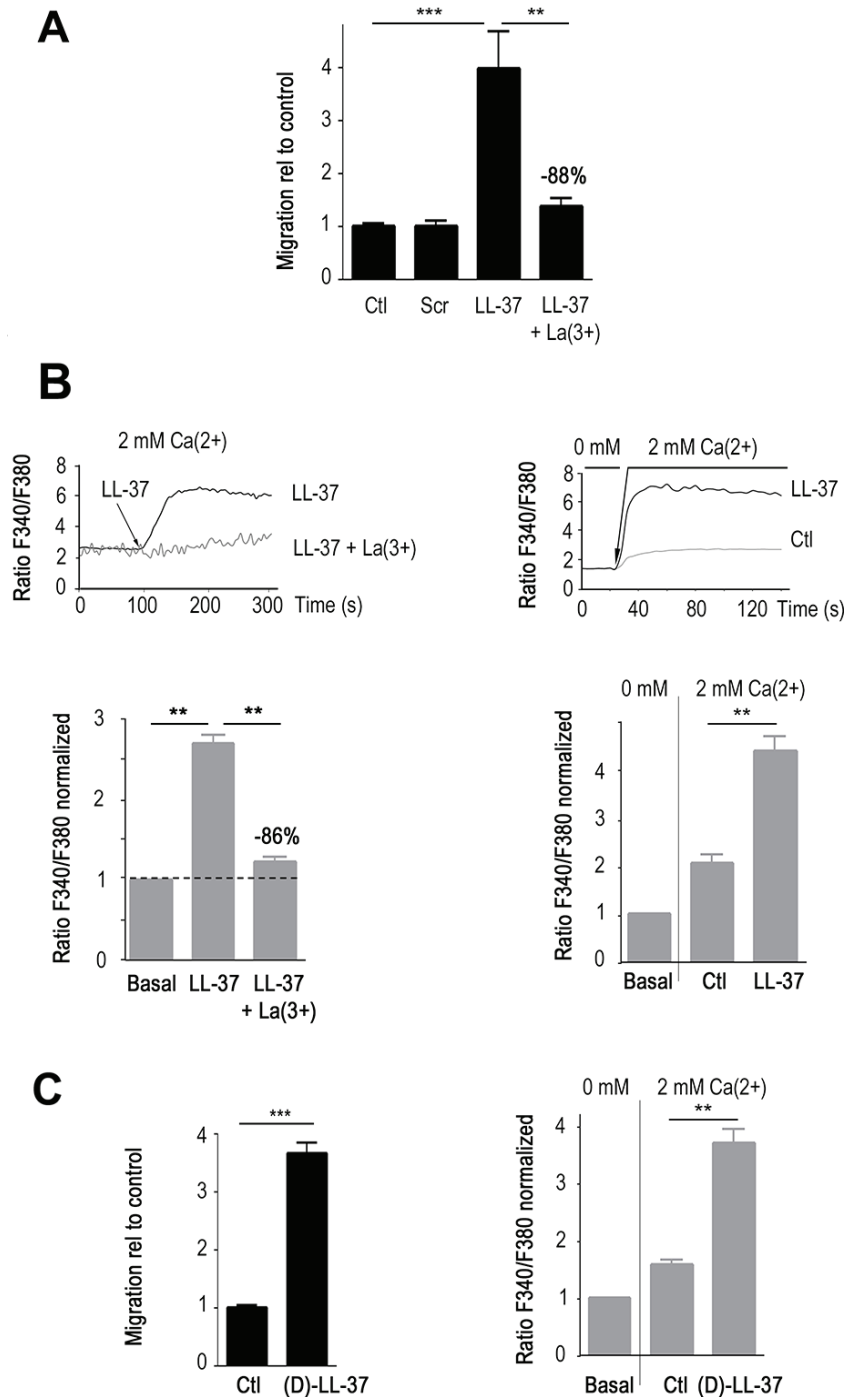 A
Migration rel to control
*** **
4
3
2
1
0
-88%
Ctl Scr LL-37 LL-37
+ La(3+)
B
2 mM Ca(2+)
Ratio F340/F380
8
6
4
2
0
LL-37
LL-37
LL-37 + La(3+)
0 100 200 300 Time (s)
0 mM 2 mM Ca(2+)
Ratio F340/F380
8
6
4
2
0
LL-37
Ctl
0 40 80 120 Time (s)
Ratio F340/F380 normalized
3
2
1
0
** **
-86%
Basal LL-37 LL-37
+ La(3+)
0 mM 2 mM Ca(2+)
**
Ratio F340/F380 normalized
4
3
2
1
0
Basal Ctl LL-37
C
***
Migration rel to control
4
3
2
1
0
Ctl (D)-LL-37
0 mM 2 mM Ca(2+)
**
Ratio F340/F380 normalized
4
3
2
1
0
Basal Ctl (D)-LL-37